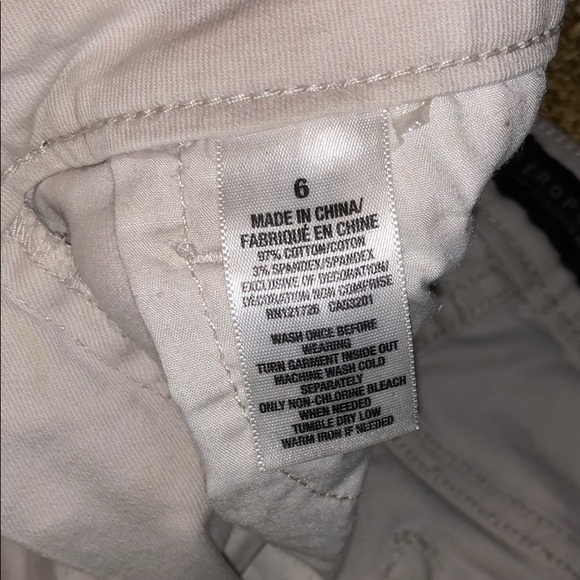 6
MADE IN CHINA/
FABRIQUÉ EN CHINE
97% COTTON/COTON
3% SPANDEX/SPANDEX
EXCLUSIVE OF DECORATION/
DÉCORATION NON COMPRISE
RN121726 CA53201
WASH ONCE BEFORE
WEARING
TURN GARMENT INSIDE OUT
MACHINE WASH COLD
SEPARATELY
ONLY NON-CHLORINE BLEACH
WHEN NEEDED
TUMBLE DRY LOW
WARM IRON IF NEEDED